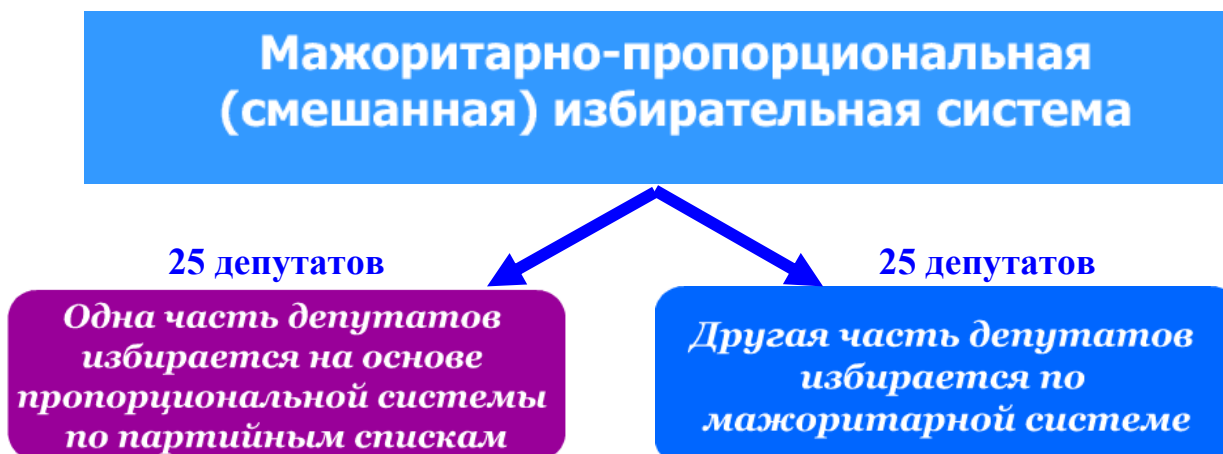 Мажоритарно-пропорциональная
(смешанная) избирательная система
25 депутатов
25 депутатов
Одна часть депутатов
избирается на основе
пропорциональной системы
по партийным спискам
Другая часть депутатов
избирается по
мажоритарной системе